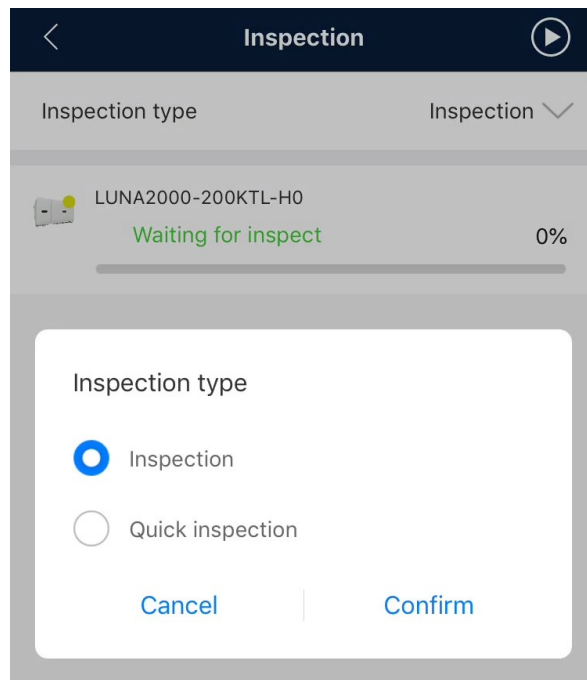 Inspection
Inspection type Inspection
LUNA2000-200KTL-H0
Waiting for inspect 0%
Inspection type
Inspection
Quick inspection
Cancel Confirm